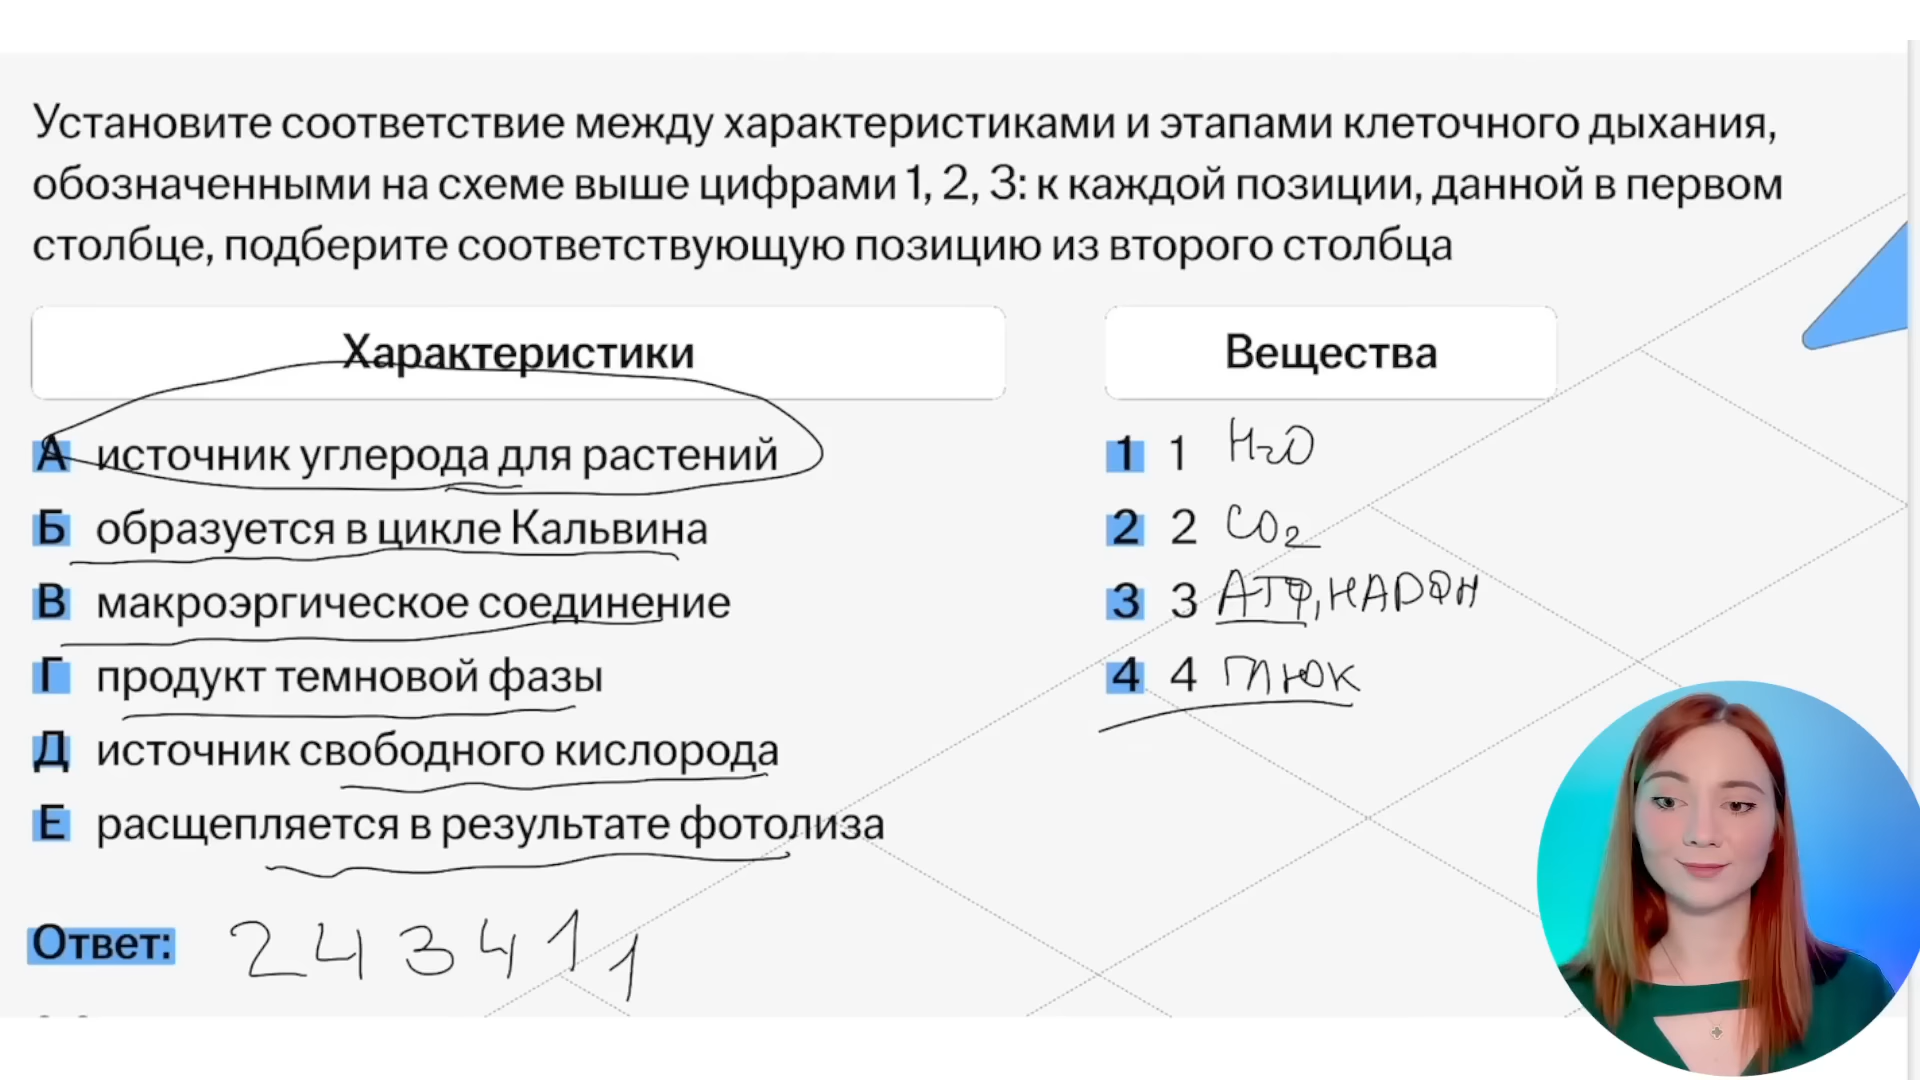 Установите соответствие между характеристиками и этапами клеточного дыхания,
обозначенными на схеме выше цифрами 1, 2, 3: к каждой позиции, данной в первом
столбце, подберите соответствующую позицию из второго столбца
Характеристики
Вещества
А источник углерода для растений
1 1 H2O
Б образуется в цикле Кальвина
2 2 CO2
В макроэргическое соединение
3 3 АТФ, НАДФН
Г продукт темновой фазы
4 4 глюк
Д источник свободного кислорода
Е расщепляется в результате фотолиза
Ответ: 2 4 3 4 1 1